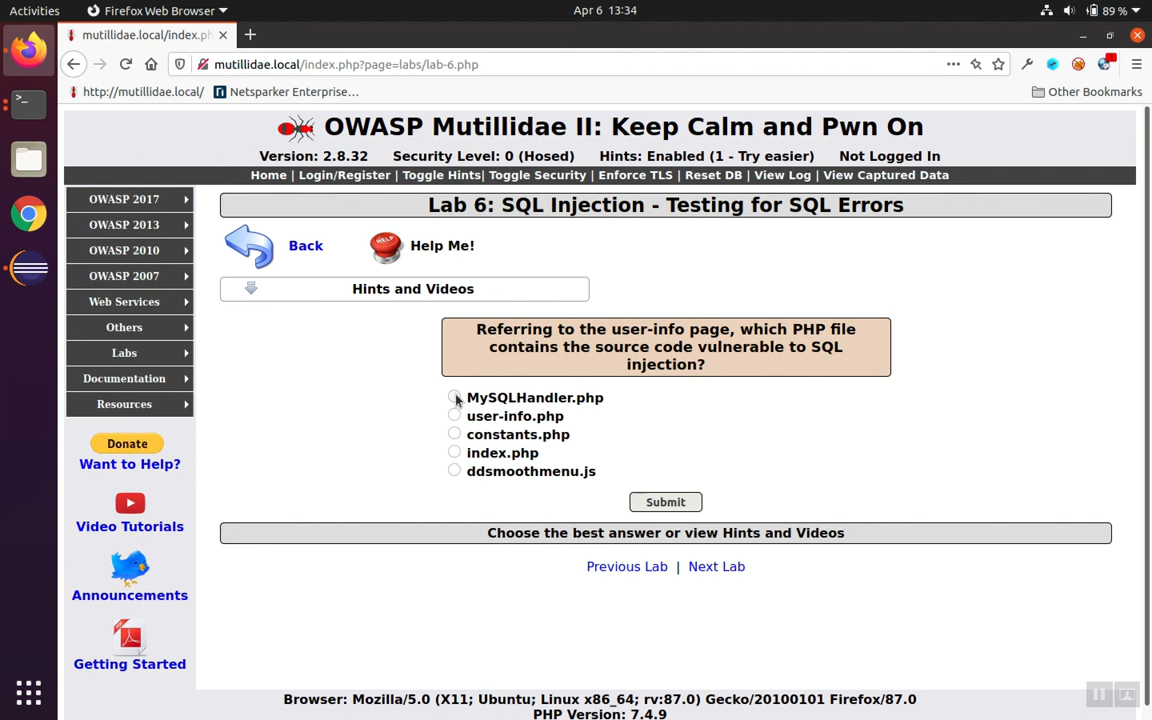 Activities
Firefox Web Browser
Apr 6 13:34
89 %
mutillidae.local/index.ph
mutillidae.local/index.php?page=labs/lab-6.php
http://mutillidae.local/
Netsparker Enterprise…
Other Bookmarks
OWASP Mutillidae II: Keep Calm and Pwn On
Version: 2.8.32 Security Level: 0 (Hosed) Hints: Enabled (1 - Try easier) Not Logged In
Home | Login/Register | Toggle Hints| Toggle Security | Enforce TLS | Reset DB | View Log | View Captured Data
OWASP 2017
OWASP 2013
OWASP 2010
OWASP 2007
Web Services
Others
Labs
Documentation
Resources
Donate
Want to Help?
Video Tutorials
Announcements
Getting Started
Lab 6: SQL Injection - Testing for SQL Errors
Back
HELP
Help Me!
Hints and Videos
Referring to the user-info page, which PHP file
contains the source code vulnerable to SQL
injection?
MySQLHandler.php
user-info.php
constants.php
index.php
ddsmoothmenu.js
Submit
Choose the best answer or view Hints and Videos
Previous Lab | Next Lab
Browser: Mozilla/5.0 (X11; Ubuntu; Linux x86_64; rv:87.0) Gecko/20100101 Firefox/87.0
PHP Version: 7.4.9